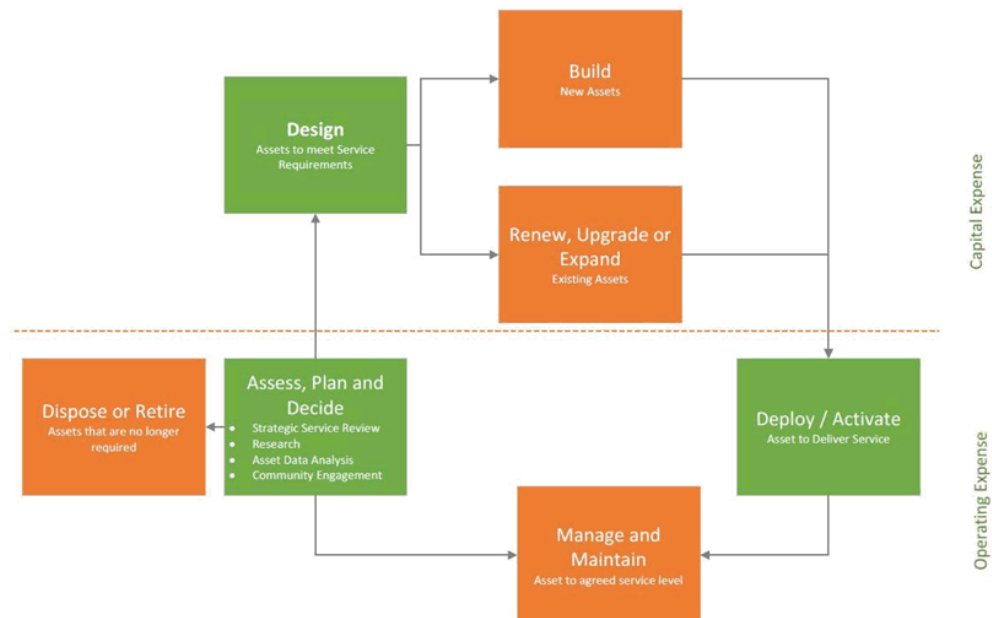 Build
New Assets
Design
Assets to meet Service
Requirements
Renew, Upgrade or
Expand
Existing Assets
Capital Expense
Dispose or Retire
Assets that are no longer
required
Assess, Plan and
Decide
• Strategic Service Review
• Research
• Asset Data Analysis
• Community Engagement
Deploy / Activate
Asset to Deliver Service
Manage and
Maintain
Asset to agreed service level
Operating Expense